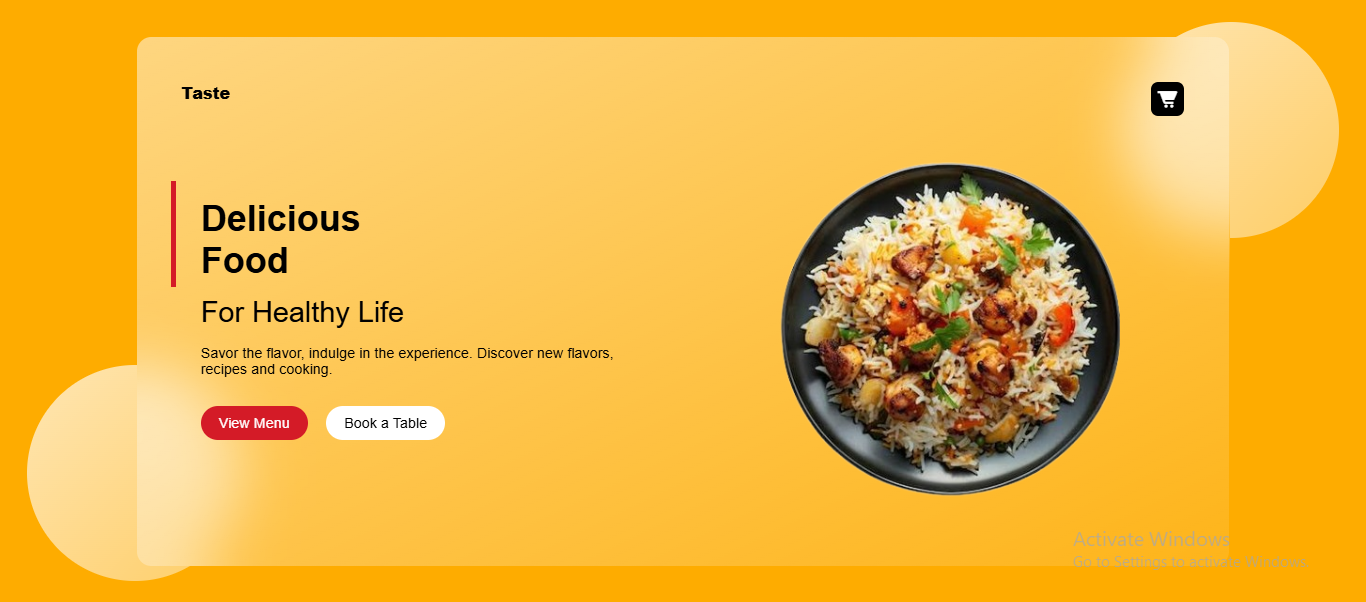 Taste
Delicious
Food
For Healthy Life
Savor the flavor, indulge in the experience. Discover new flavors,
recipes and cooking.
View Menu
Book a Table
Activate Windows
Go to Settings to activate Windows.